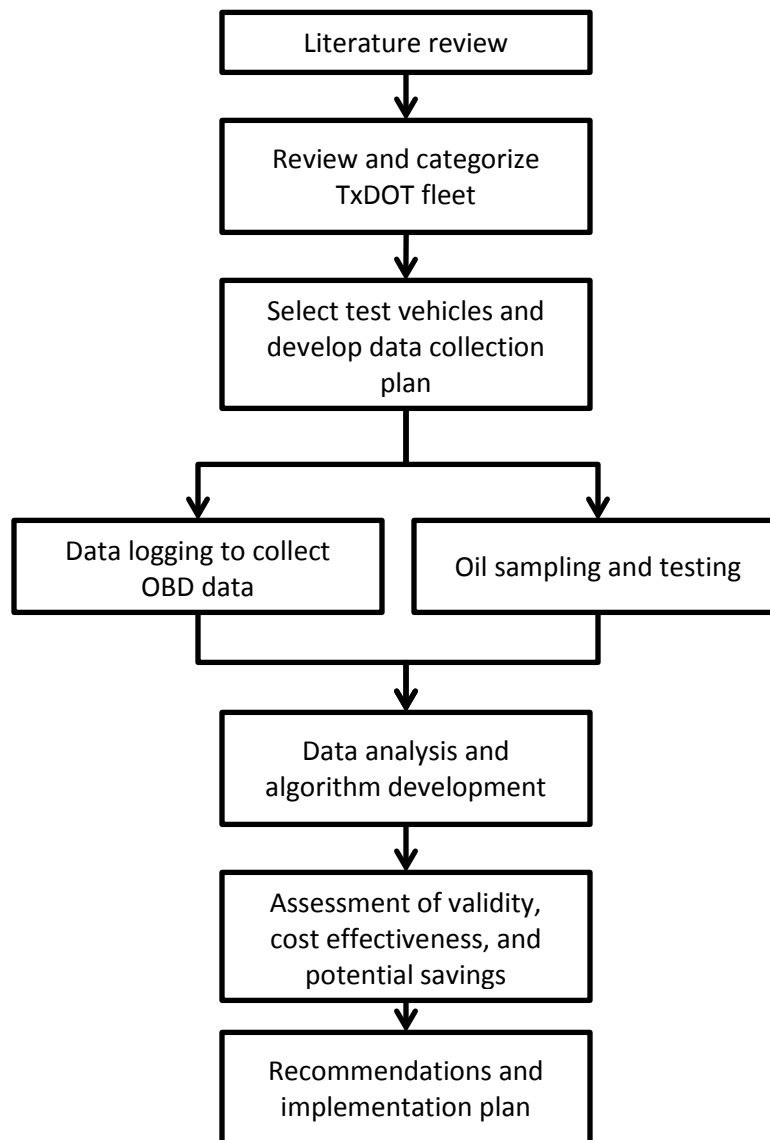 Literature review
Review and categorize
TxDOT fleet
Select test vehicles and
develop data collection
plan
Data logging to collect
OBD data
Oil sampling and testing
Data analysis and
algorithm development
Assessment of validity,
cost effectiveness, and
potential savings
Recommendations and
implementation plan